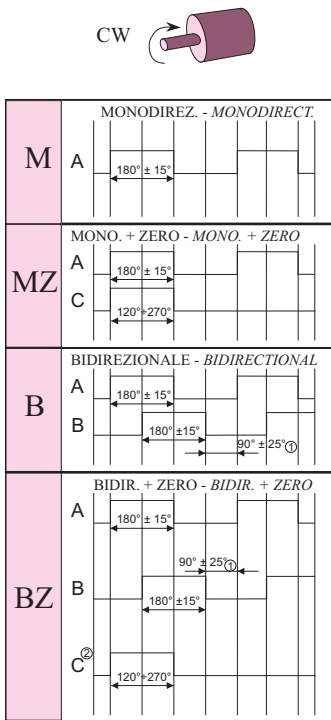 CW
MONODIREZ. - MONODIRECT.
M
A
180° ± 15°
MONO. + ZERO - MONO. + ZERO
MZ
A
180° ± 15°
C
120°÷270°
BIDIREZIONALE - BIDIRECTIONAL
B
A
180° ± 15°
B
180° ±15°
90° ± 25°①
BIDIR. + ZERO - BIDIR. + ZERO
BZ
A
180° ± 15°
90° ± 25°①
B
180° ±15°
C②
120°÷270°